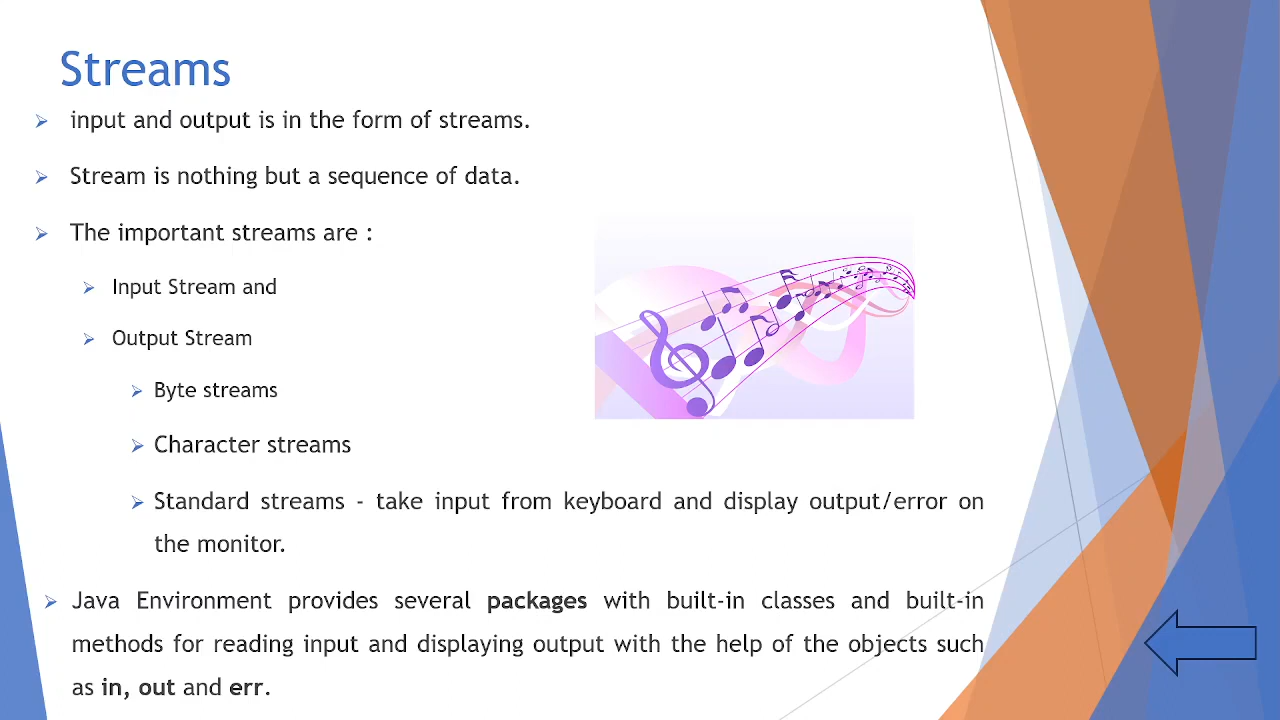 Streams
input and output is in the form of streams.
Stream is nothing but a sequence of data.
The important streams are :
Input Stream and
Output Stream
Byte streams
Character streams
Standard streams - take input from keyboard and display output/error on
the monitor.
Java Environment provides several packages with built-in classes and built-in
methods for reading input and displaying output with the help of the objects such
as in, out and err.